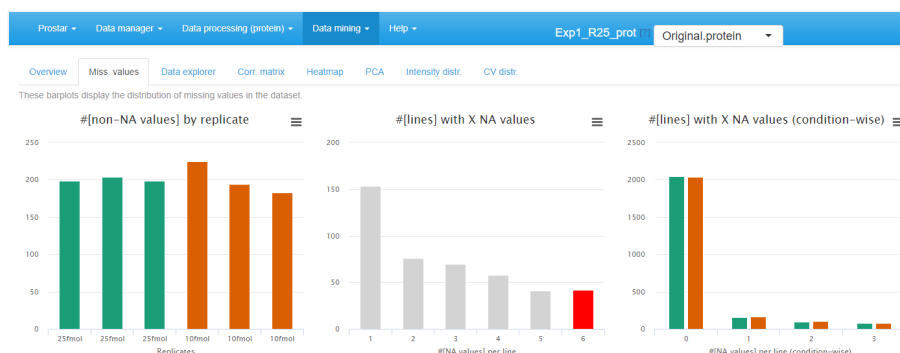 Prostar Data manager Data processing (protein) Data mining Help Exp1_R25_prot [?] Original.protein
Overview Miss. values Data explorer Corr. matrix Heatmap PCA Intensity distr. CV distr.
These barplots display the distribution of missing values in the dataset.
#[non-NA values] by replicate
250
200
150
100
50
0
25fmol 25fmol 25fmol 10fmol 10fmol 10fmol
Replicates
#[lines] with X NA values
200
150
100
50
0
1 2 3 4 5 6
#[NA values] per line
#[lines] with X NA values (condition-wise)
2500
2000
1500
1000
500
0
0 1 2 3
#[NA values] per line (condition-wise)